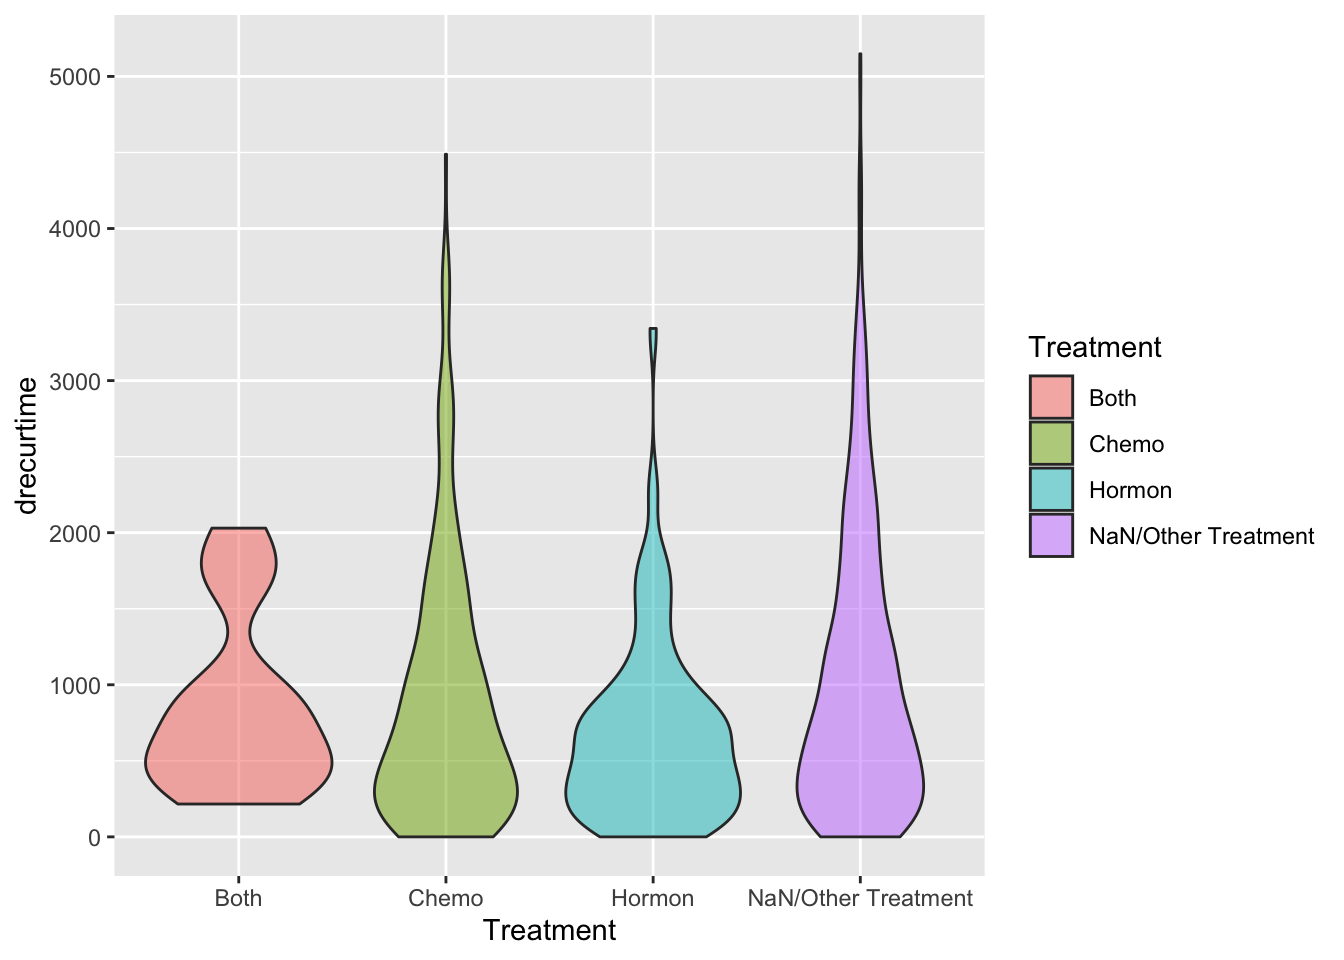 5000
4000
3000
2000
1000
0
drecurtime
Both
Chemo
Hormon
NaN/Other Treatment
Treatment
Treatment
Both
Chemo
Hormon
NaN/Other Treatment